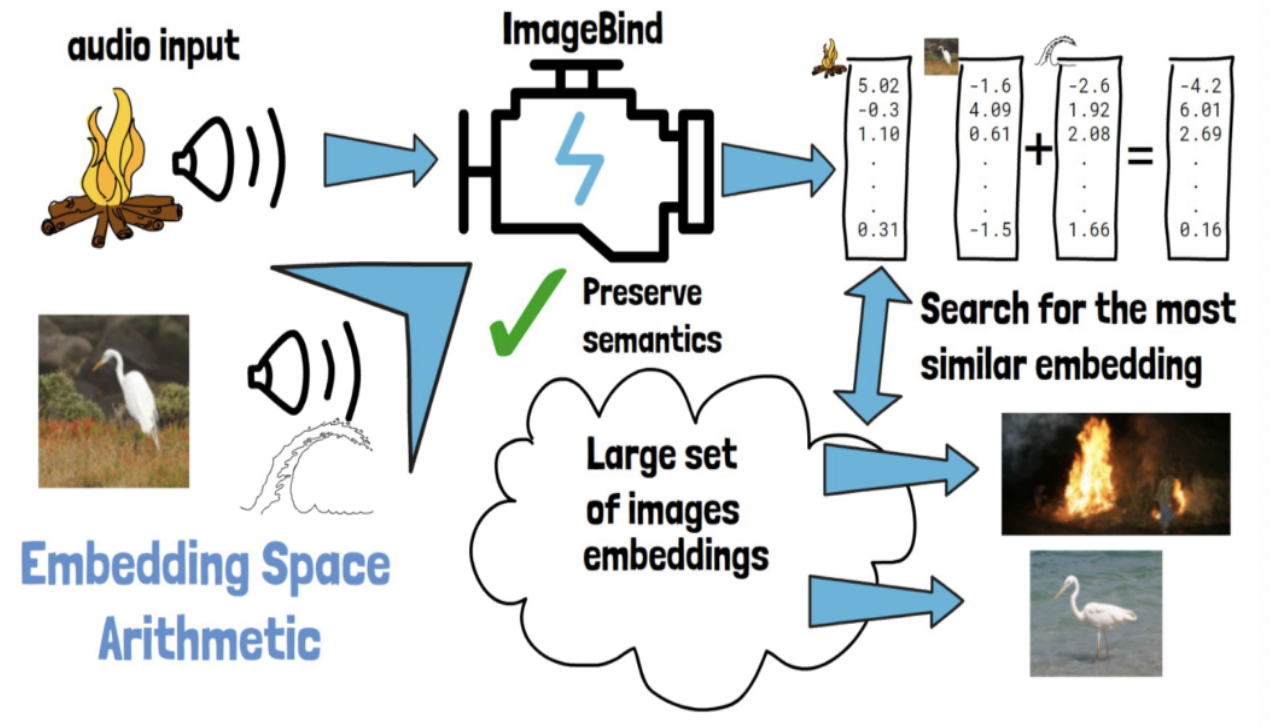 audio input
ImageBind
5.02
-0.3
1.10
.
.
.
0.31
-1.6
4.09
0.61
.
.
.
-1.5
+
-2.6
1.92
2.08
.
.
.
1.66
=
-4.2
6.01
2.69
.
.
.
0.16
Preserve
semantics
Search for the most
similar embedding
Large set
of images
embeddings
Embedding Space
Arithmetic